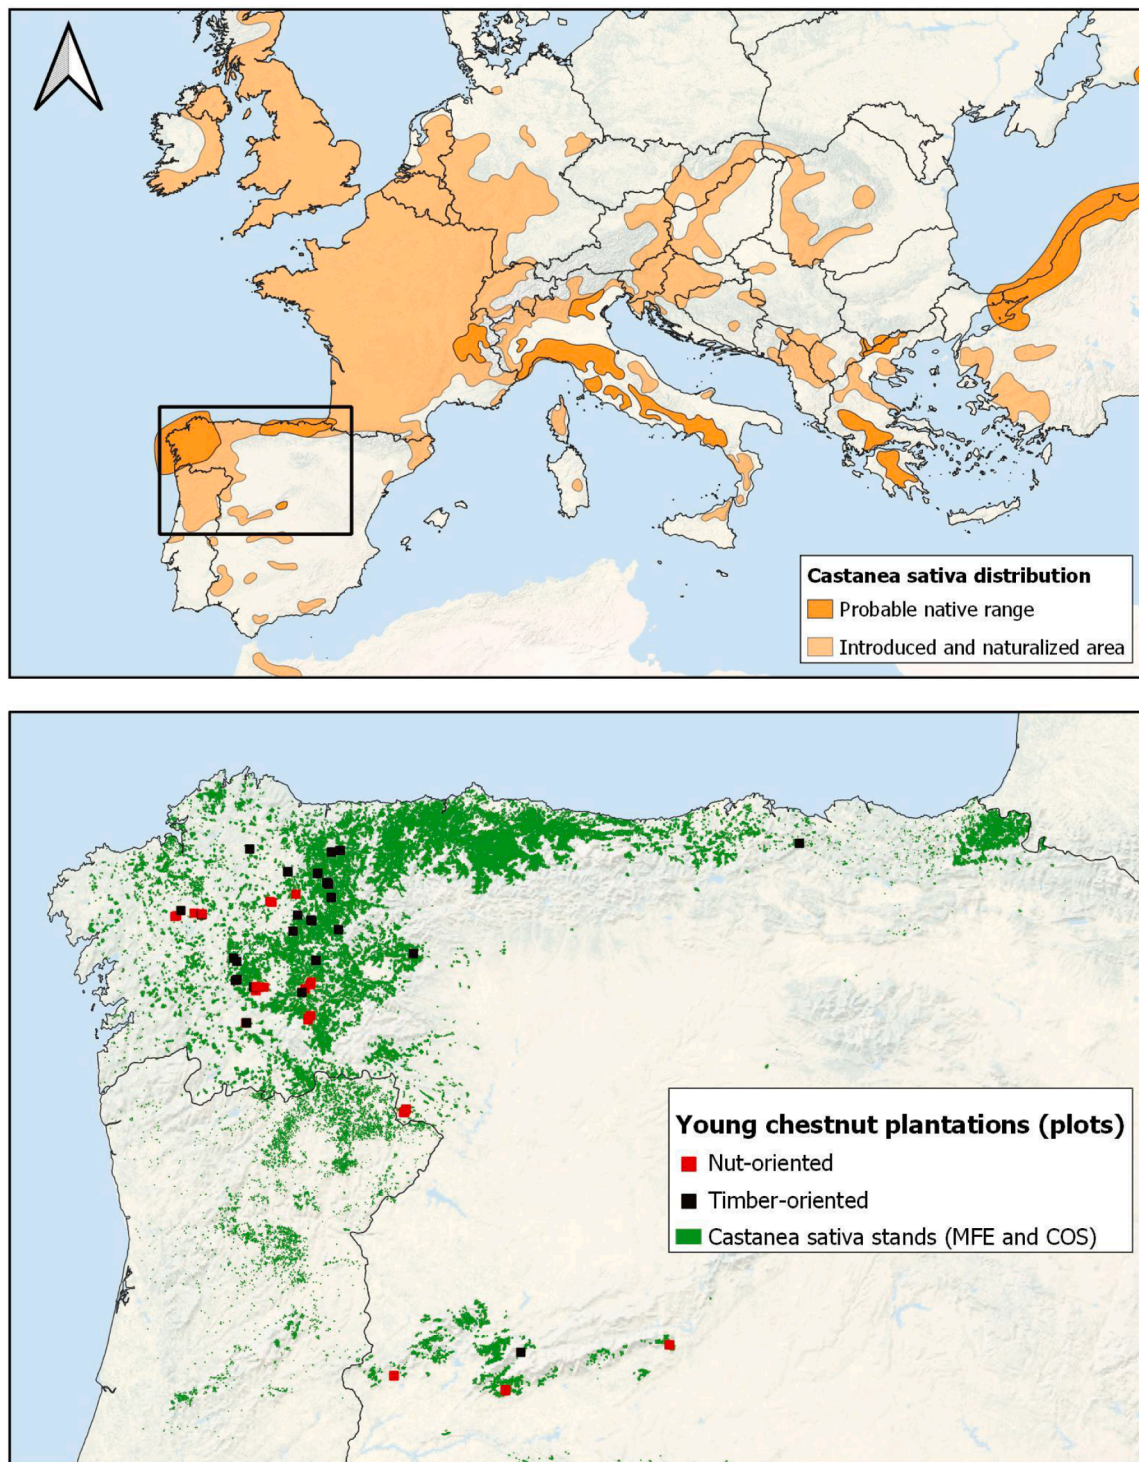 Castanea sativa distribution
Probable native range
Introduced and naturalized area
Young chestnut plantations (plots)
Nut-oriented
Timber-oriented
Castanea sativa stands (MFE and COS)